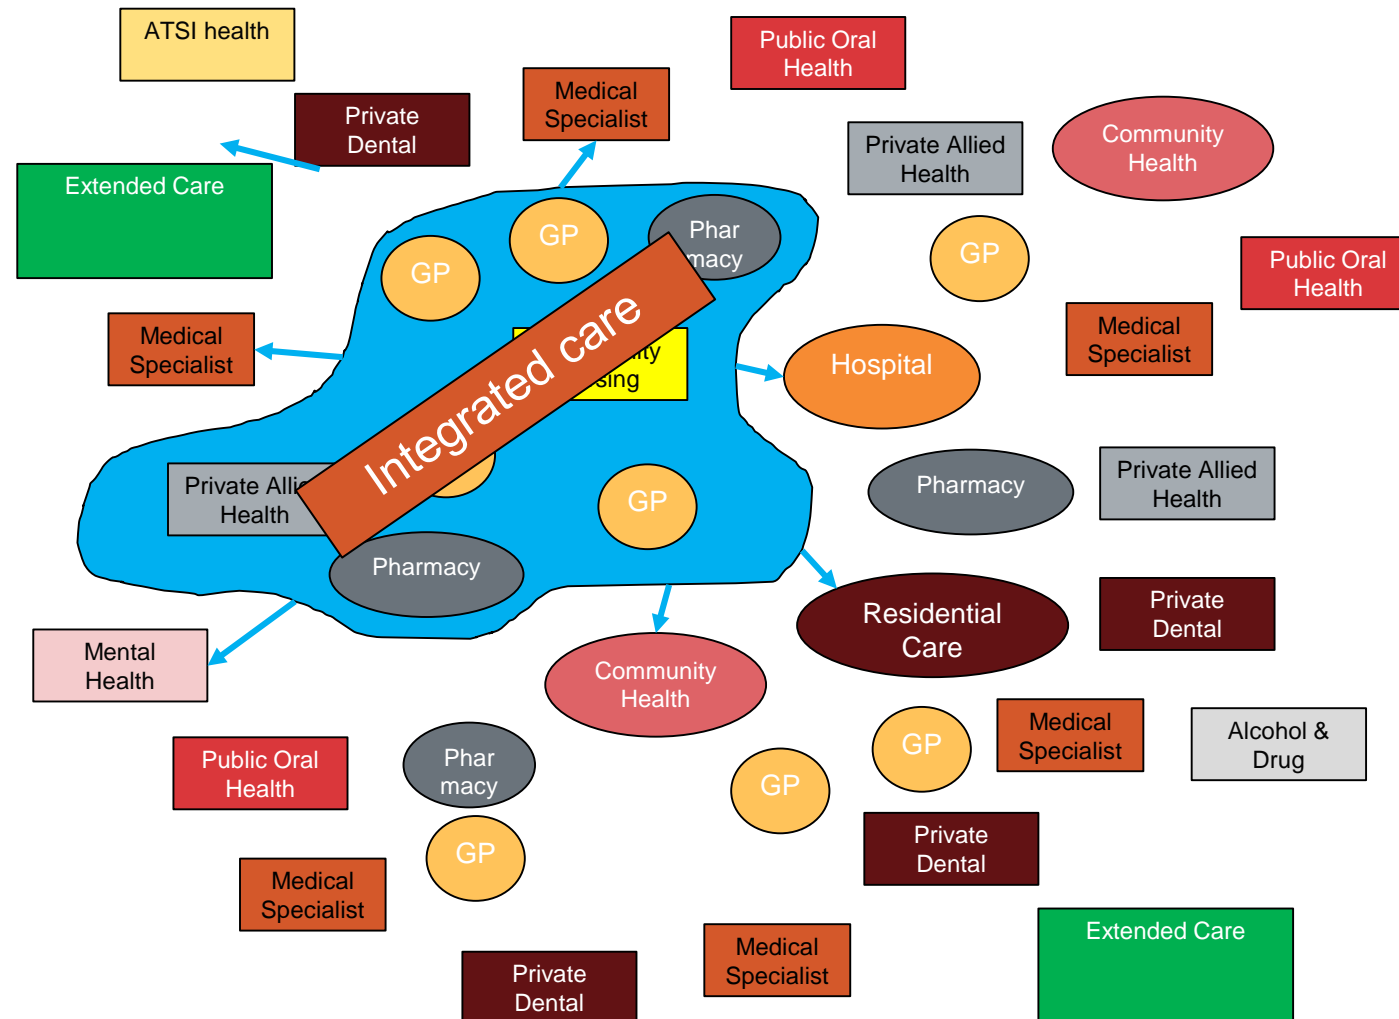 ATSI health
Private
Dental
Medical
Specialist
Public Oral
Health
Private Allied
Health
Community
Health
Extended Care
GP
GP
Phar
macy
GP
Public Oral
Health
Medical
Specialist
Integrated care
Hospital
Medical
Specialist
Private Allied
Health
GP
Pharmacy
Private Allied
Health
Pharmacy
Residential
Care
Private
Dental
Mental
Health
Community
Health
Public Oral
Health
Phar
macy
GP
GP
GP
Medical
Specialist
Alcohol &
Drug
Medical
Specialist
Private
Dental
Private
Dental
Medical
Specialist
Extended Care